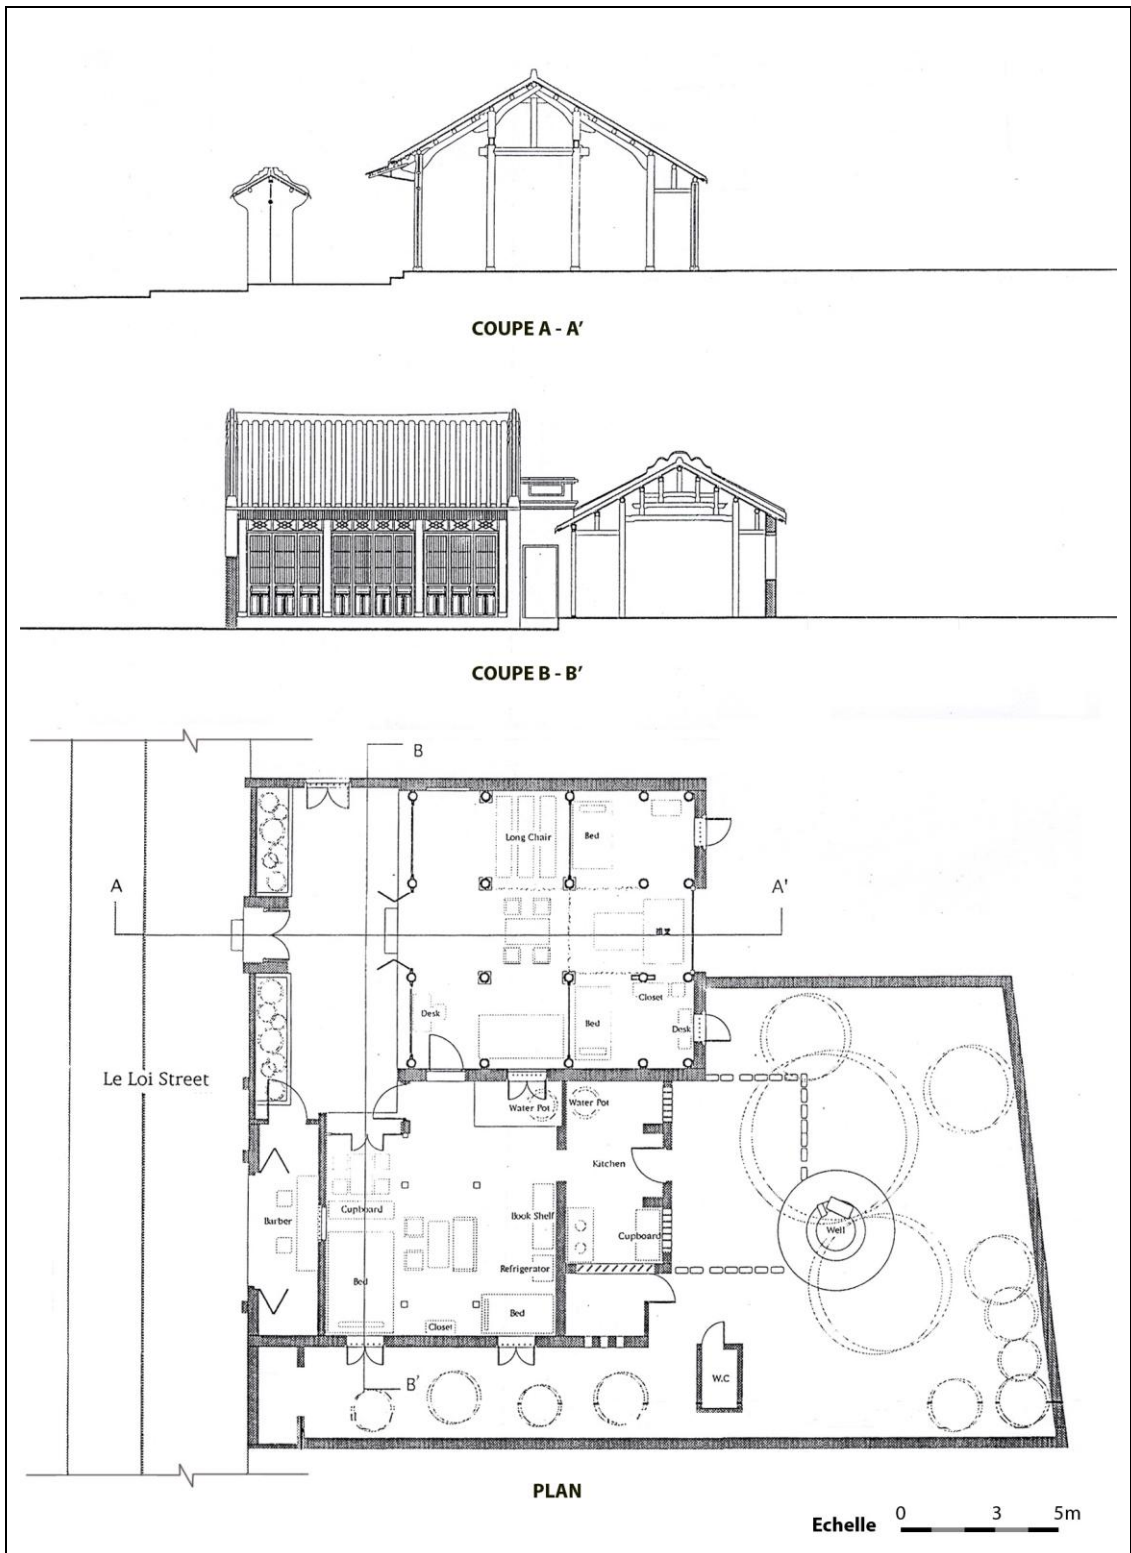 COUPE A - A'
COUPE B - B'
B
Long Chair
Bed
A
A'
Closet
Desk
Bed
Desk
Le Loi Street
Water Pot
Water Pot
Kitchen
Cupboard
Book Shelf
Barber
Cupboard
Well
Refrigerator
Bed
Bed
Closet
W.C
B'
PLAN
Echelle 0 3 5m